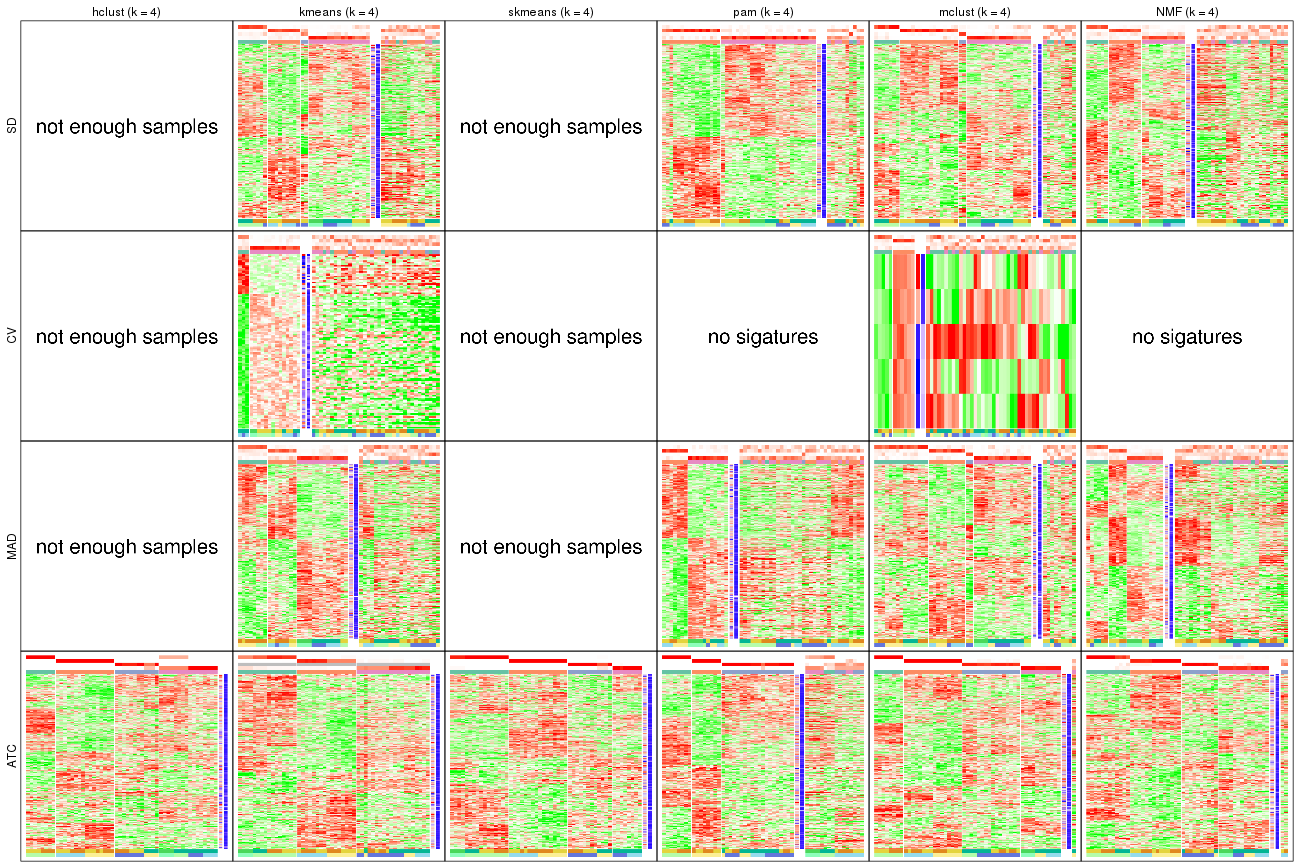 hclust (k = 4) kmeans (k = 4) skmeans (k = 4) pam (k = 4) mclust (k = 4) NMF (k = 4)
SD
not enough samples
not enough samples
CV
not enough samples
not enough samples
no sigatures
no sigatures
MAD
not enough samples
not enough samples
ATC